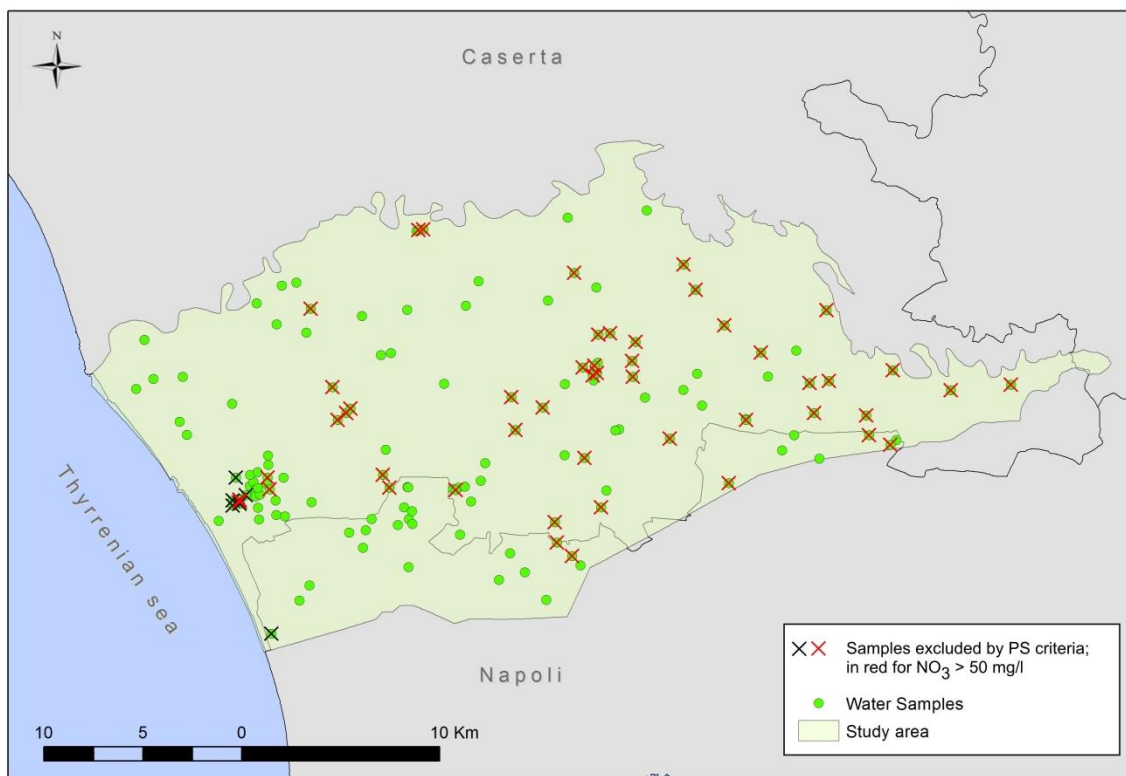 N
Caserta
Thyrrenian sea
Napoli
Samples excluded by PS criteria;
in red for NO3 > 50 mg/l
Water Samples
Study area
10 5 0 10 Km